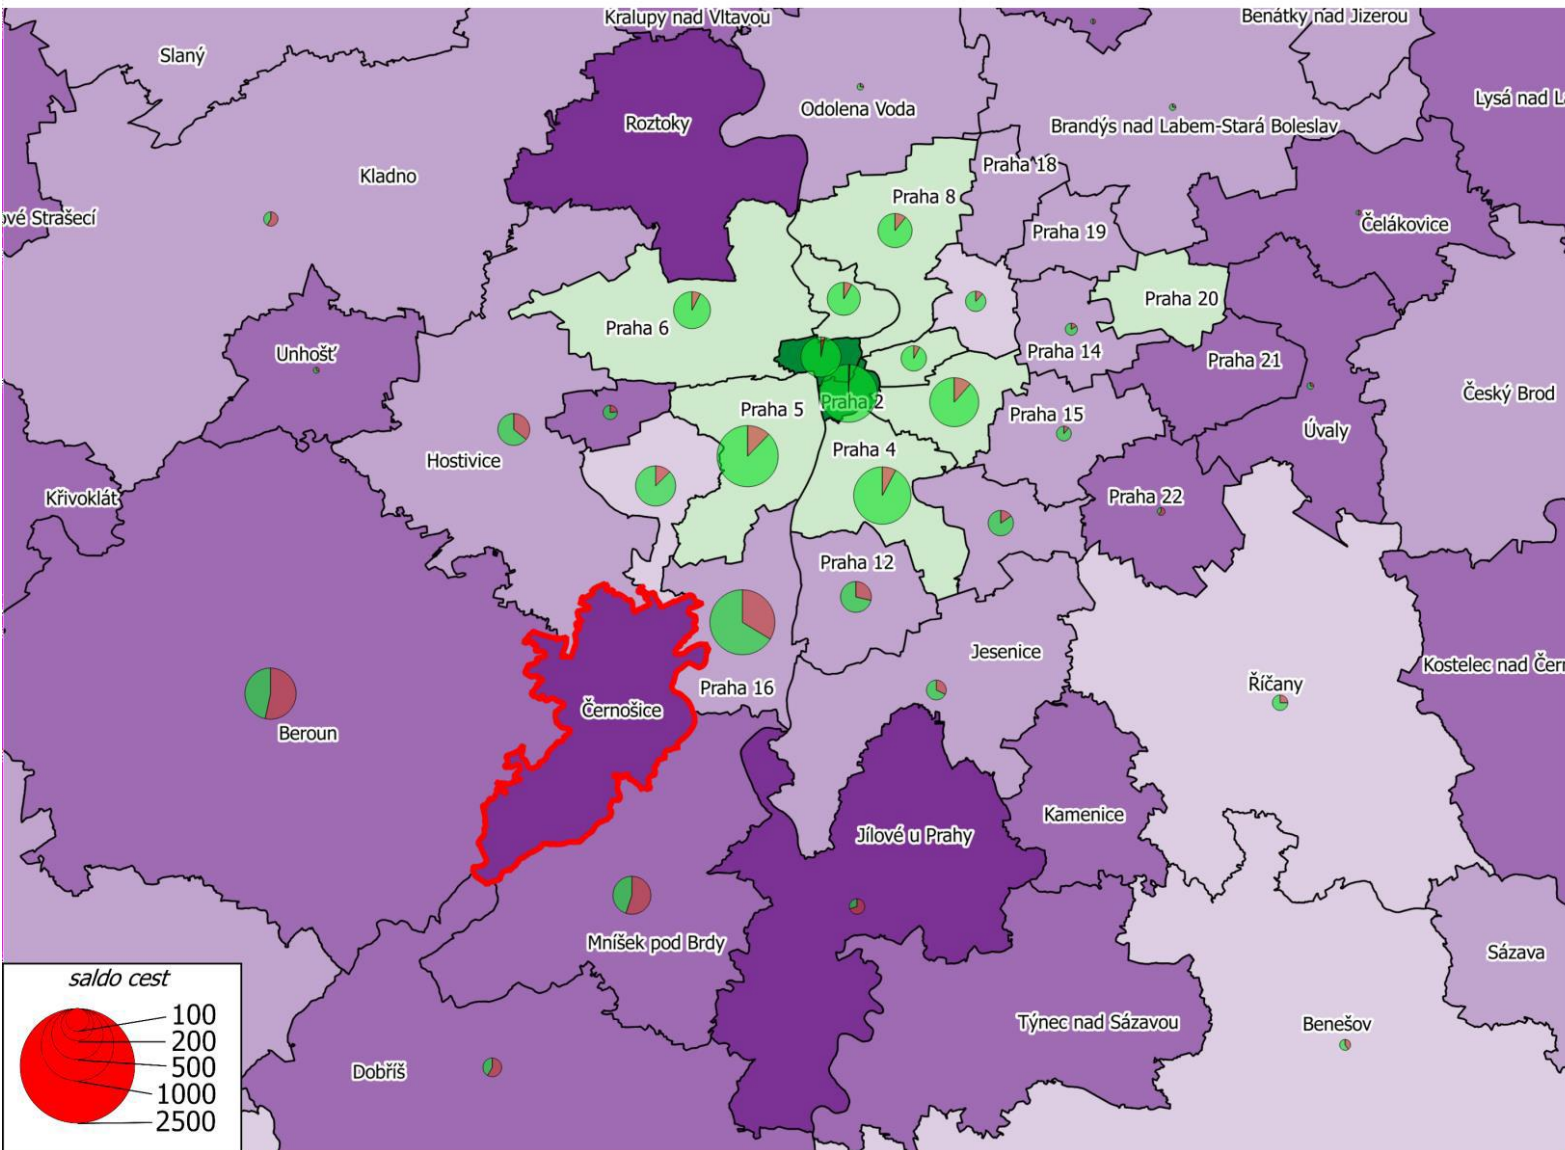 Kralupy nad Vltavou
Benátky nad Jizerou
Slaný
Lysá nad L
Odolena Voda
Roztoky
Brandýs nad Labem-Stará Boleslav
Praha 18
Kladno
Praha 8
ové Strašecí
Čelákovice
Praha 19
Praha 20
Praha 6
Unhošť
Praha 14
Praha 21
Český Brod
Praha 2
Praha 5
Praha 15
Úvaly
Praha 4
Hostivice
Křivoklát
Praha 22
Praha 12
Jesenice
Kostelec nad Čer
Praha 16
Říčany
Černošice
Beroun
Kamenice
Jílové u Prahy
Mníšek pod Brdy
Sázava
Týnec nad Sázavou
Benešov
Dobříš
saldo cest
100
200
500
1000
2500